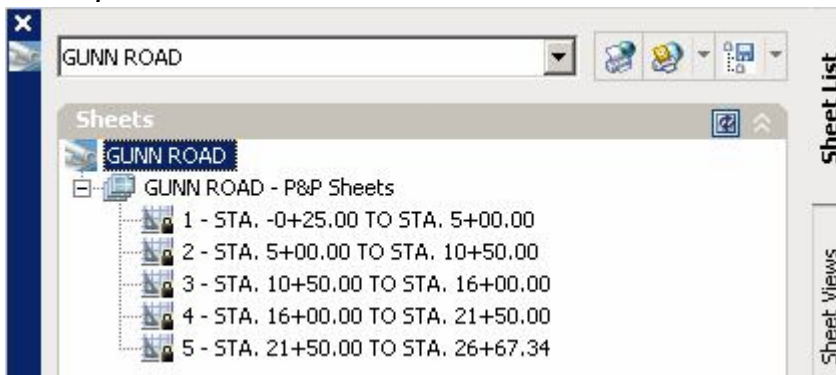 GUNN ROAD
Sheets
GUNN ROAD
GUNN ROAD - P&P Sheets
1 - STA. -0+25.00 TO STA. 5+00.00
2 - STA. 5+00.00 TO STA. 10+50.00
3 - STA. 10+50.00 TO STA. 16+00.00
4 - STA. 16+00.00 TO STA. 21+50.00
5 - STA. 21+50.00 TO STA. 26+67.34
Sheet List
Sheet Views